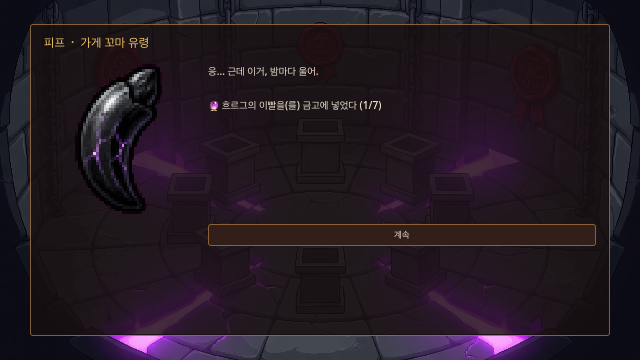 피프 · 가게 꼬마 유령
응... 근데 이거, 밤마다 울어.
🔮 흐르그의 이빨을(를) 금고에 넣었다 (1/7)
계속